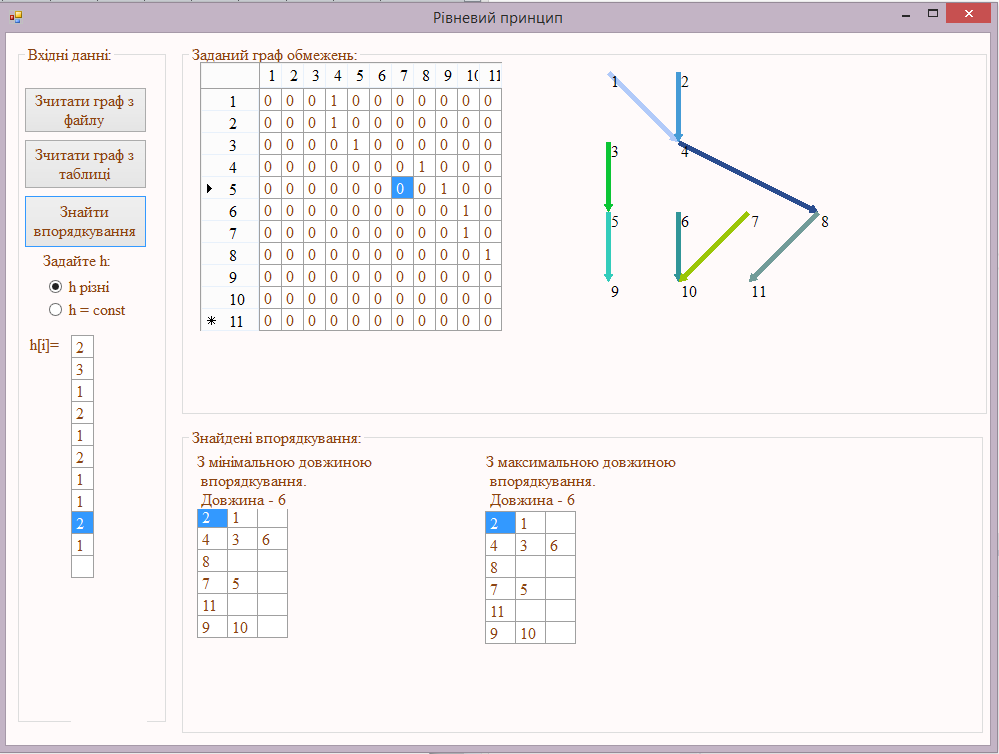 Рівневий принцип
Вхідні данні:
Зчитати граф з
файлу
Зчитати граф з
таблиці
Знайти
впорядкування
Задайте h:
h різні
h = const
h[i]=
2
3
1
2
1
2
1
1
2
1
Заданий граф обмежень:
1 2 3 4 5 6 7 8 9 10 11
1 0 0 0 1 0 0 0 0 0 0 0
2 0 0 0 1 0 0 0 0 0 0 0
3 0 0 0 0 1 0 0 0 0 0 0
4 0 0 0 0 0 0 0 1 0 0 0
5 0 0 0 0 0 0 0 0 1 0 0
6 0 0 0 0 0 0 0 0 0 1 0
7 0 0 0 0 0 0 0 0 0 1 0
8 0 0 0 0 0 0 0 0 0 0 1
9 0 0 0 0 0 0 0 0 0 0 0
10 0 0 0 0 0 0 0 0 0 0 0
11 0 0 0 0 0 0 0 0 0 0 0
1 2
3 4
5 6 7 8
9 10 11
Знайдені впорядкування:
З мінімальною довжиною
впорядкування.
Довжина - 6
2 1
4 3 6
8
7 5
11
9 10
З максимальною довжиною
впорядкування.
Довжина - 6
2 1
4 3 6
8
7 5
11
9 10